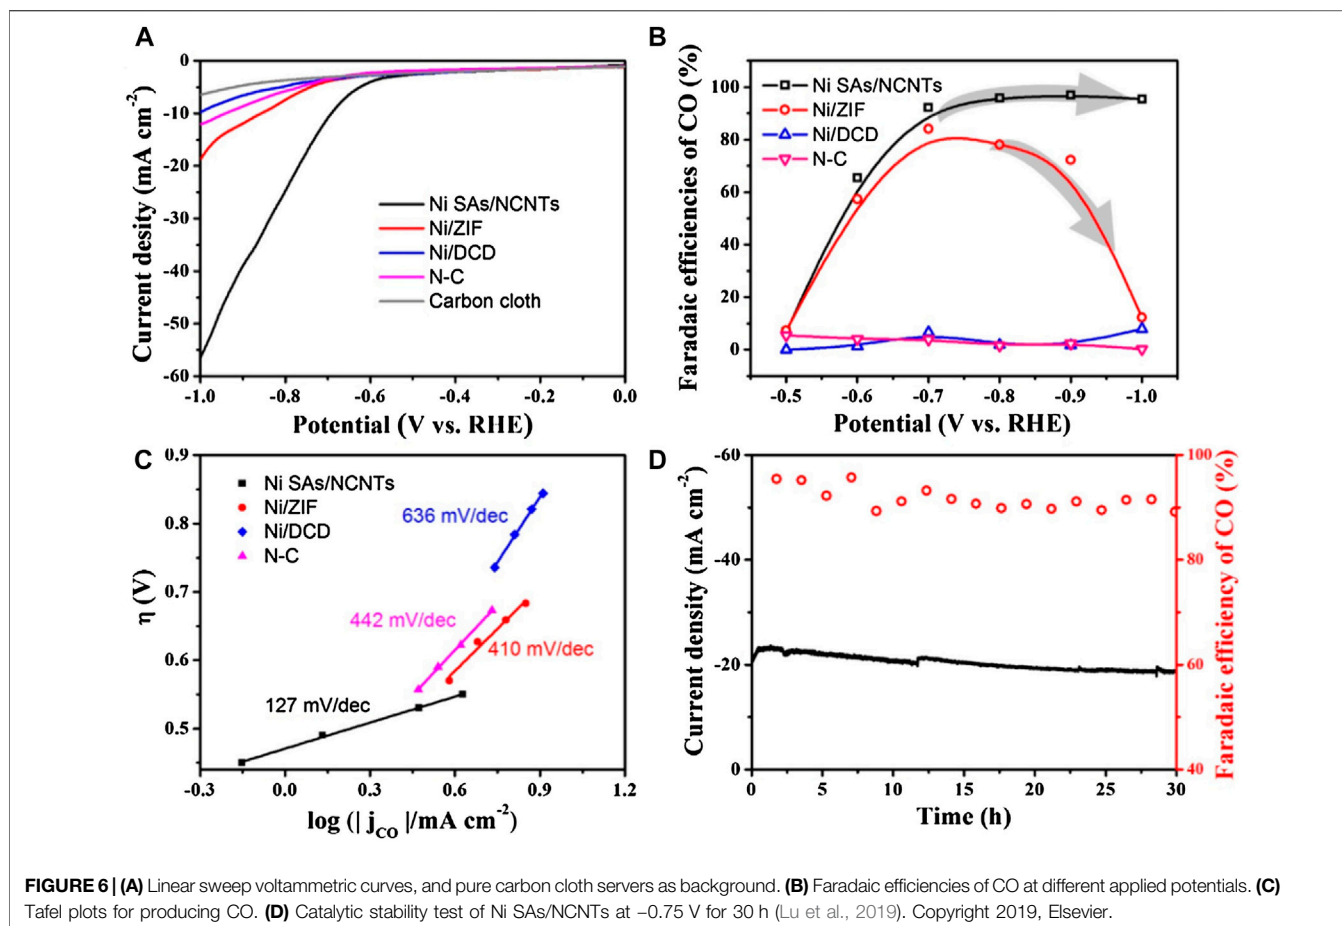 A
Current desity (mA cm-2)
0
-10
-20
-30
-40
-50
-60
Ni SAs/NCNTs
Ni/ZIF
Ni/DCD
N-C
Carbon cloth
-1.0 -0.8 -0.6 -0.4 -0.2 0.0
Potential (V vs. RHE)
B
Faradaic efficiencies of CO (%)
100
80
60
40
20
0
Ni SAs/NCNTs
Ni/ZIF
Ni/DCD
N-C
-0.5 -0.6 -0.7 -0.8 -0.9 -1.0
Potential (V vs. RHE)
C
η (V)
0.9
0.8
0.7
0.6
0.5
Ni SAs/NCNTs
Ni/ZIF
Ni/DCD
N-C
636 mV/dec
442 mV/dec
410 mV/dec
127 mV/dec
-0.3 0.0 0.3 0.6 0.9 1.2
log (| jCO |/mA cm-2)
D
Current density (mA cm-2)
-60
-40
-20
0
100
80
60
40
Faradaic efficiency of CO (%)
0 5 10 15 20 25 30
Time (h)
FIGURE 6 | (A) Linear sweep voltammetric curves, and pure carbon cloth servers as background. (B) Faradaic efficiencies of CO at different applied potentials. (C)
Tafel plots for producing CO. (D) Catalytic stability test of Ni SAs/NCNTs at −0.75 V for 30 h (Lu et al., 2019). Copyright 2019, Elsevier.